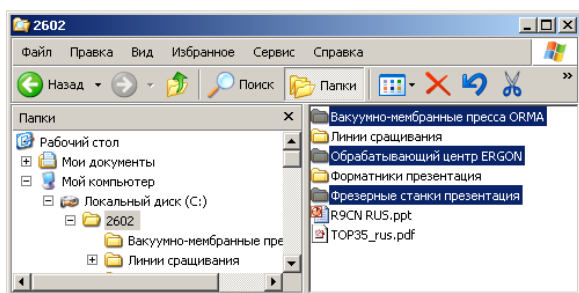 2602
Файл Правка Вид Избранное Сервис Справка
Назад Поиск Папки »
Папки
Рабочий стол
Мои документы
Мой компьютер
Локальный диск (C:)
2602
Вакуумно-мембранные пре
Линии сращивания
Вакуумно-мембранные пресса ORMA
Линии сращивания
Обрабатывающий центр ERGON
Форматники презентация
Фрезерные станки презентация
R9CN RUS.ppt
TOP35_rus.pdf